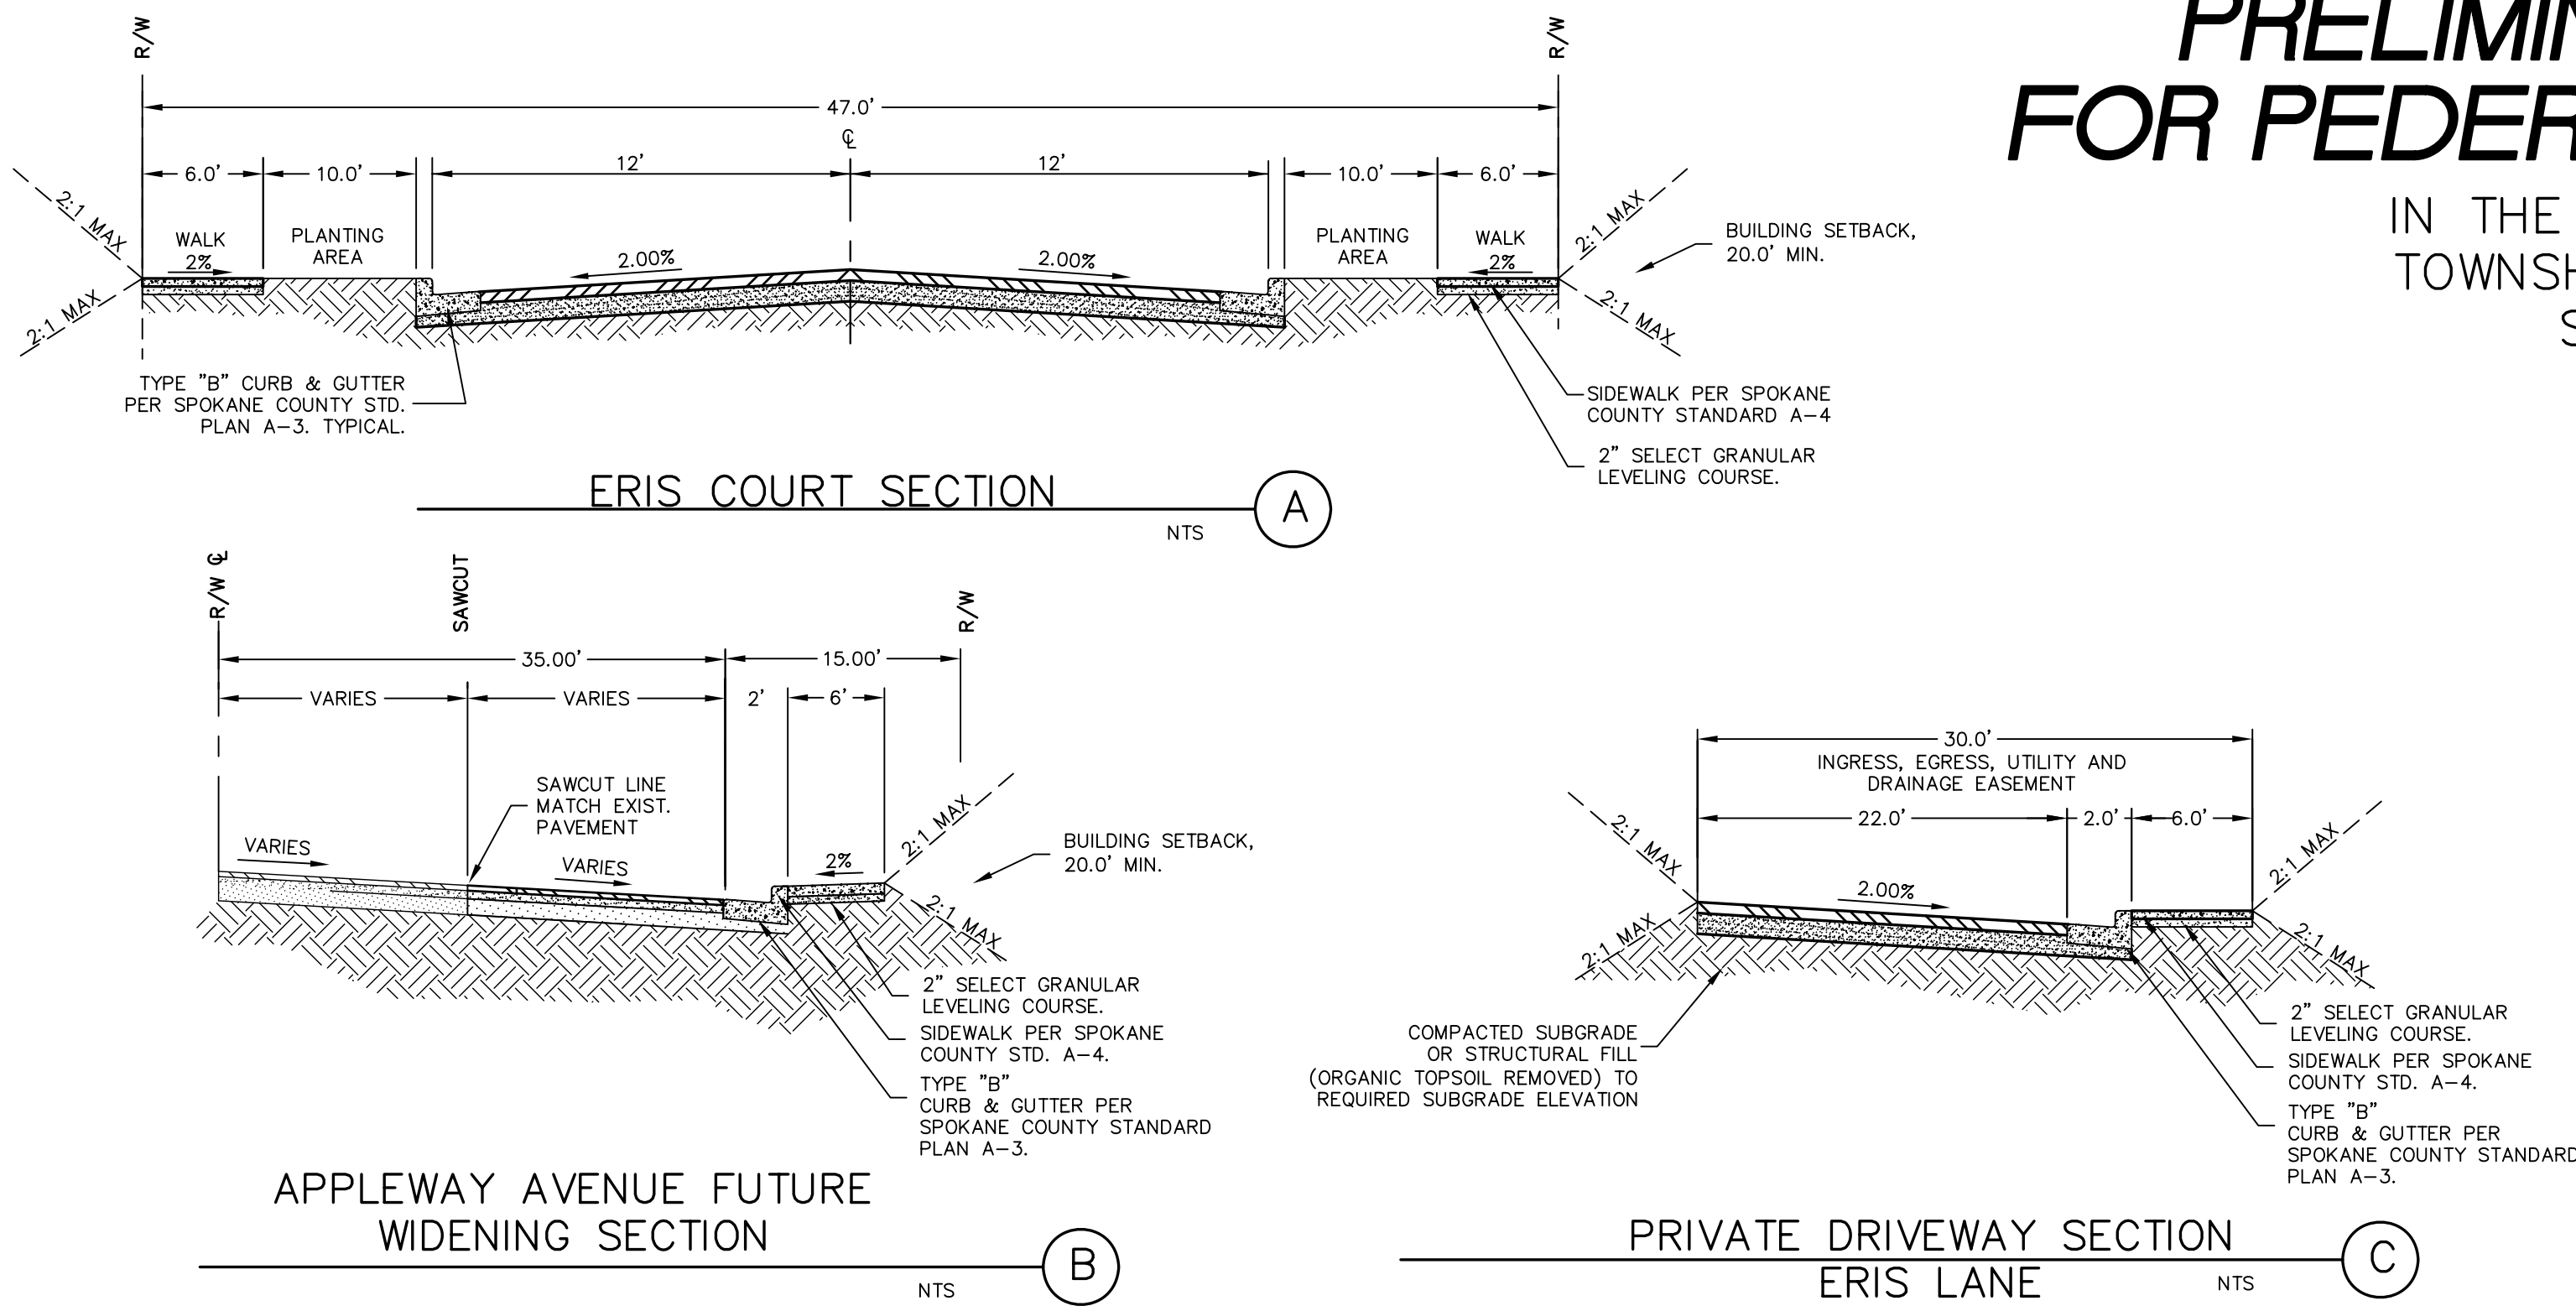 PRELIMIN
FOR PEDER
IN THE
TOWNSH
S
R/W
R/W
47.0'
℄
6.0'
10.0'
12'
12'
10.0'
6.0'
2:1 MAX
2:1 MAX
WALK
2%
PLANTING
AREA
2.00%
2.00%
PLANTING
AREA
WALK
2%
2:1 MAX
2:1 MAX
BUILDING SETBACK,
20.0' MIN.
TYPE "B" CURB & GUTTER
PER SPOKANE COUNTY STD.
PLAN A-3. TYPICAL.
SIDEWALK PER SPOKANE
COUNTY STANDARD A-4
2" SELECT GRANULAR
LEVELING COURSE.
ERIS COURT SECTION
A
NTS
R/W ℄
SAWCUT
R/W
35.00'
15.00'
VARIES
VARIES
2'
6'
SAWCUT LINE
MATCH EXIST.
PAVEMENT
VARIES
VARIES
2%
2:1 MAX
2:1 MAX
BUILDING SETBACK,
20.0' MIN.
2" SELECT GRANULAR
LEVELING COURSE.
SIDEWALK PER SPOKANE
COUNTY STD. A-4.
TYPE "B"
CURB & GUTTER PER
SPOKANE COUNTY STANDARD
PLAN A-3.
APPLEWAY AVENUE FUTURE
WIDENING SECTION
B
NTS
30.0'
INGRESS, EGRESS, UTILITY AND
DRAINAGE EASEMENT
22.0'
2.0'
6.0'
2:1 MAX
2:1 MAX
2.00%
2:1 MAX
2:1 MAX
COMPACTED SUBGRADE
OR STRUCTURAL FILL
(ORGANIC TOPSOIL REMOVED) TO
REQUIRED SUBGRADE ELEVATION
2" SELECT GRANULAR
LEVELING COURSE.
SIDEWALK PER SPOKANE
COUNTY STD. A-4.
TYPE "B"
CURB & GUTTER PER
SPOKANE COUNTY STANDARD
PLAN A-3.
PRIVATE DRIVEWAY SECTION
ERIS LANE
C
NTS